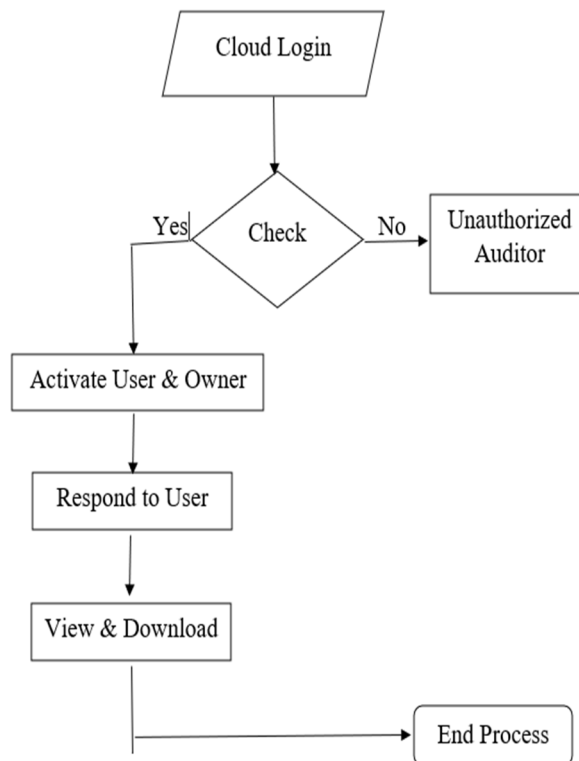 Cloud Login
Yes
Check
No
Unauthorized
Auditor
Activate User & Owner
Respond to User
View & Download
End Process